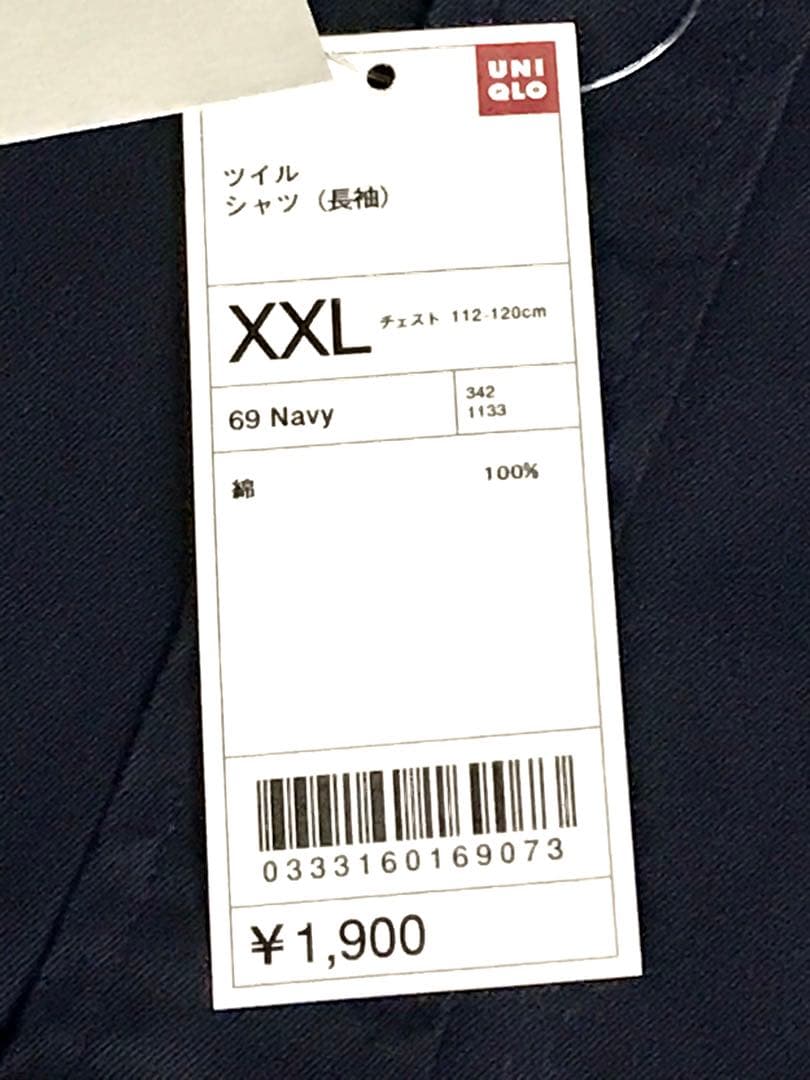 UNI
QLO
ツイル
シャツ（長袖）
XXL チェスト 112-120cm
69 Navy
342
1133
綿 100%
0333160169073
¥1,900